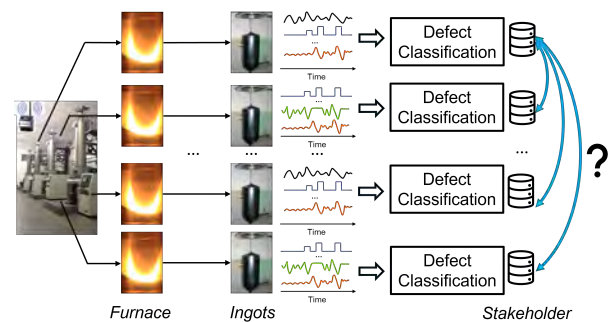 ...
Time
Defect
Classification
...
Time
Defect
Classification
...
...
...
...
...
Time
Defect
Classification
?
...
Time
Defect
Classification
Furnace
Ingots
Stakeholder